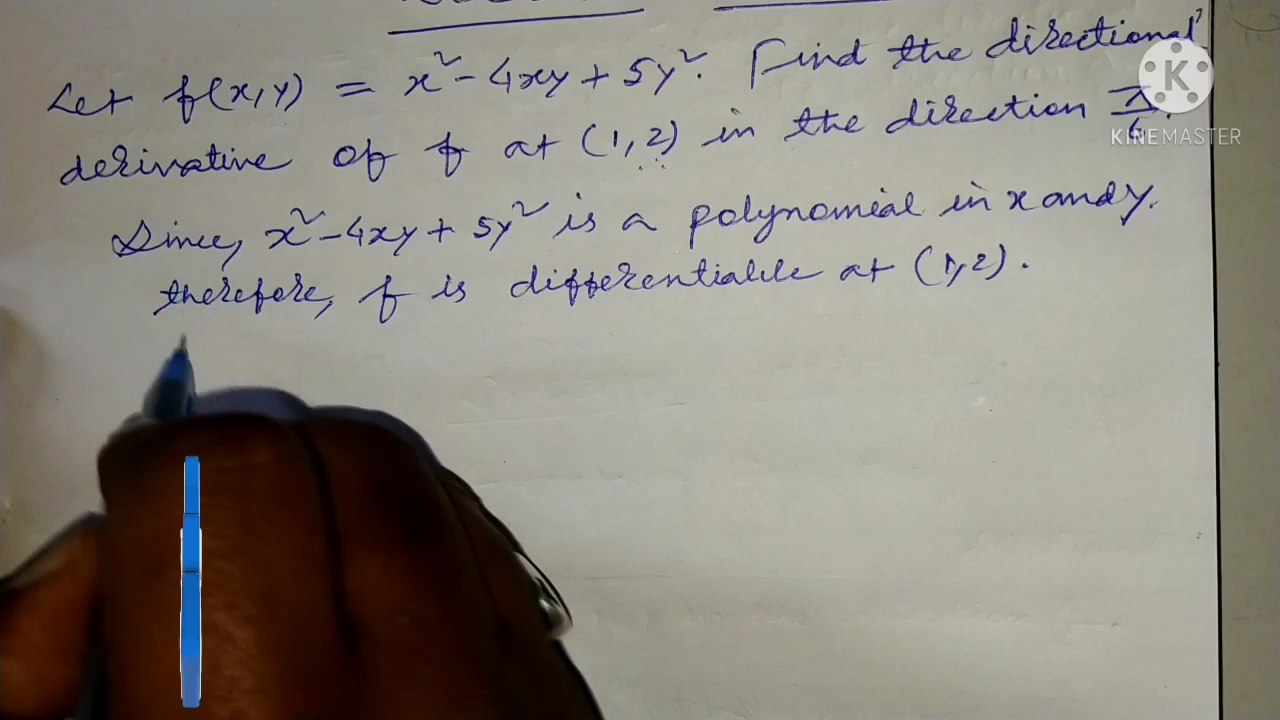 Let f(x,y) = x² - 4xy + 5y². Find the directional
derivative of f at (1,2) in the direction π/6.
Since, x² - 4xy + 5y² is a polynomial in x and y.
therefore, f is differentiable at (1,2).
K
KINEMASTER